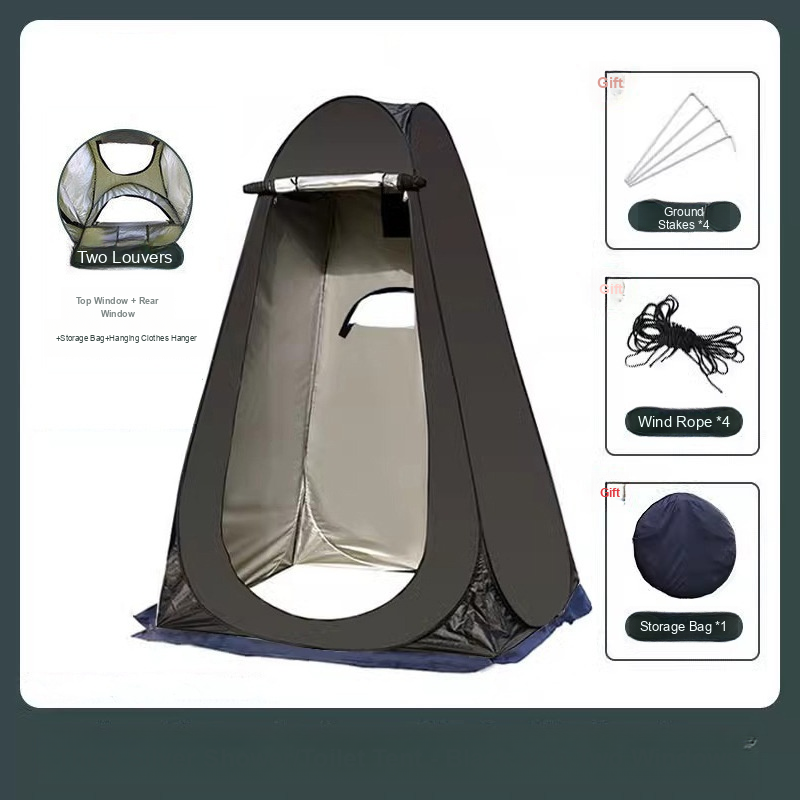 Two Louvers
Top Window + Rear
Window
+Storage Bag+Hanging Clothes Hanger
Gift
Ground
Stakes *4
Gift
Wind Rope *4
Gift
Storage Bag *1